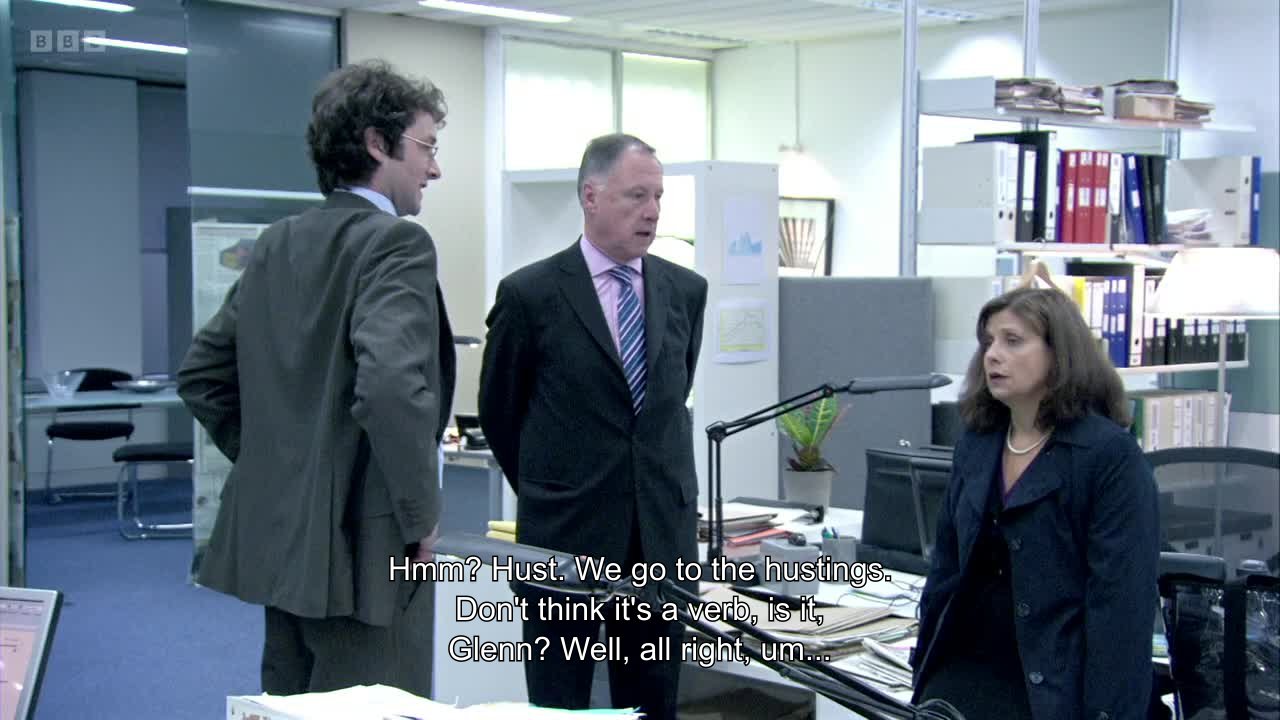 BBC
Hmm? Hust. We go to the hustings.
Don't think it's a verb, is it,
Glenn? Well, all right, um...